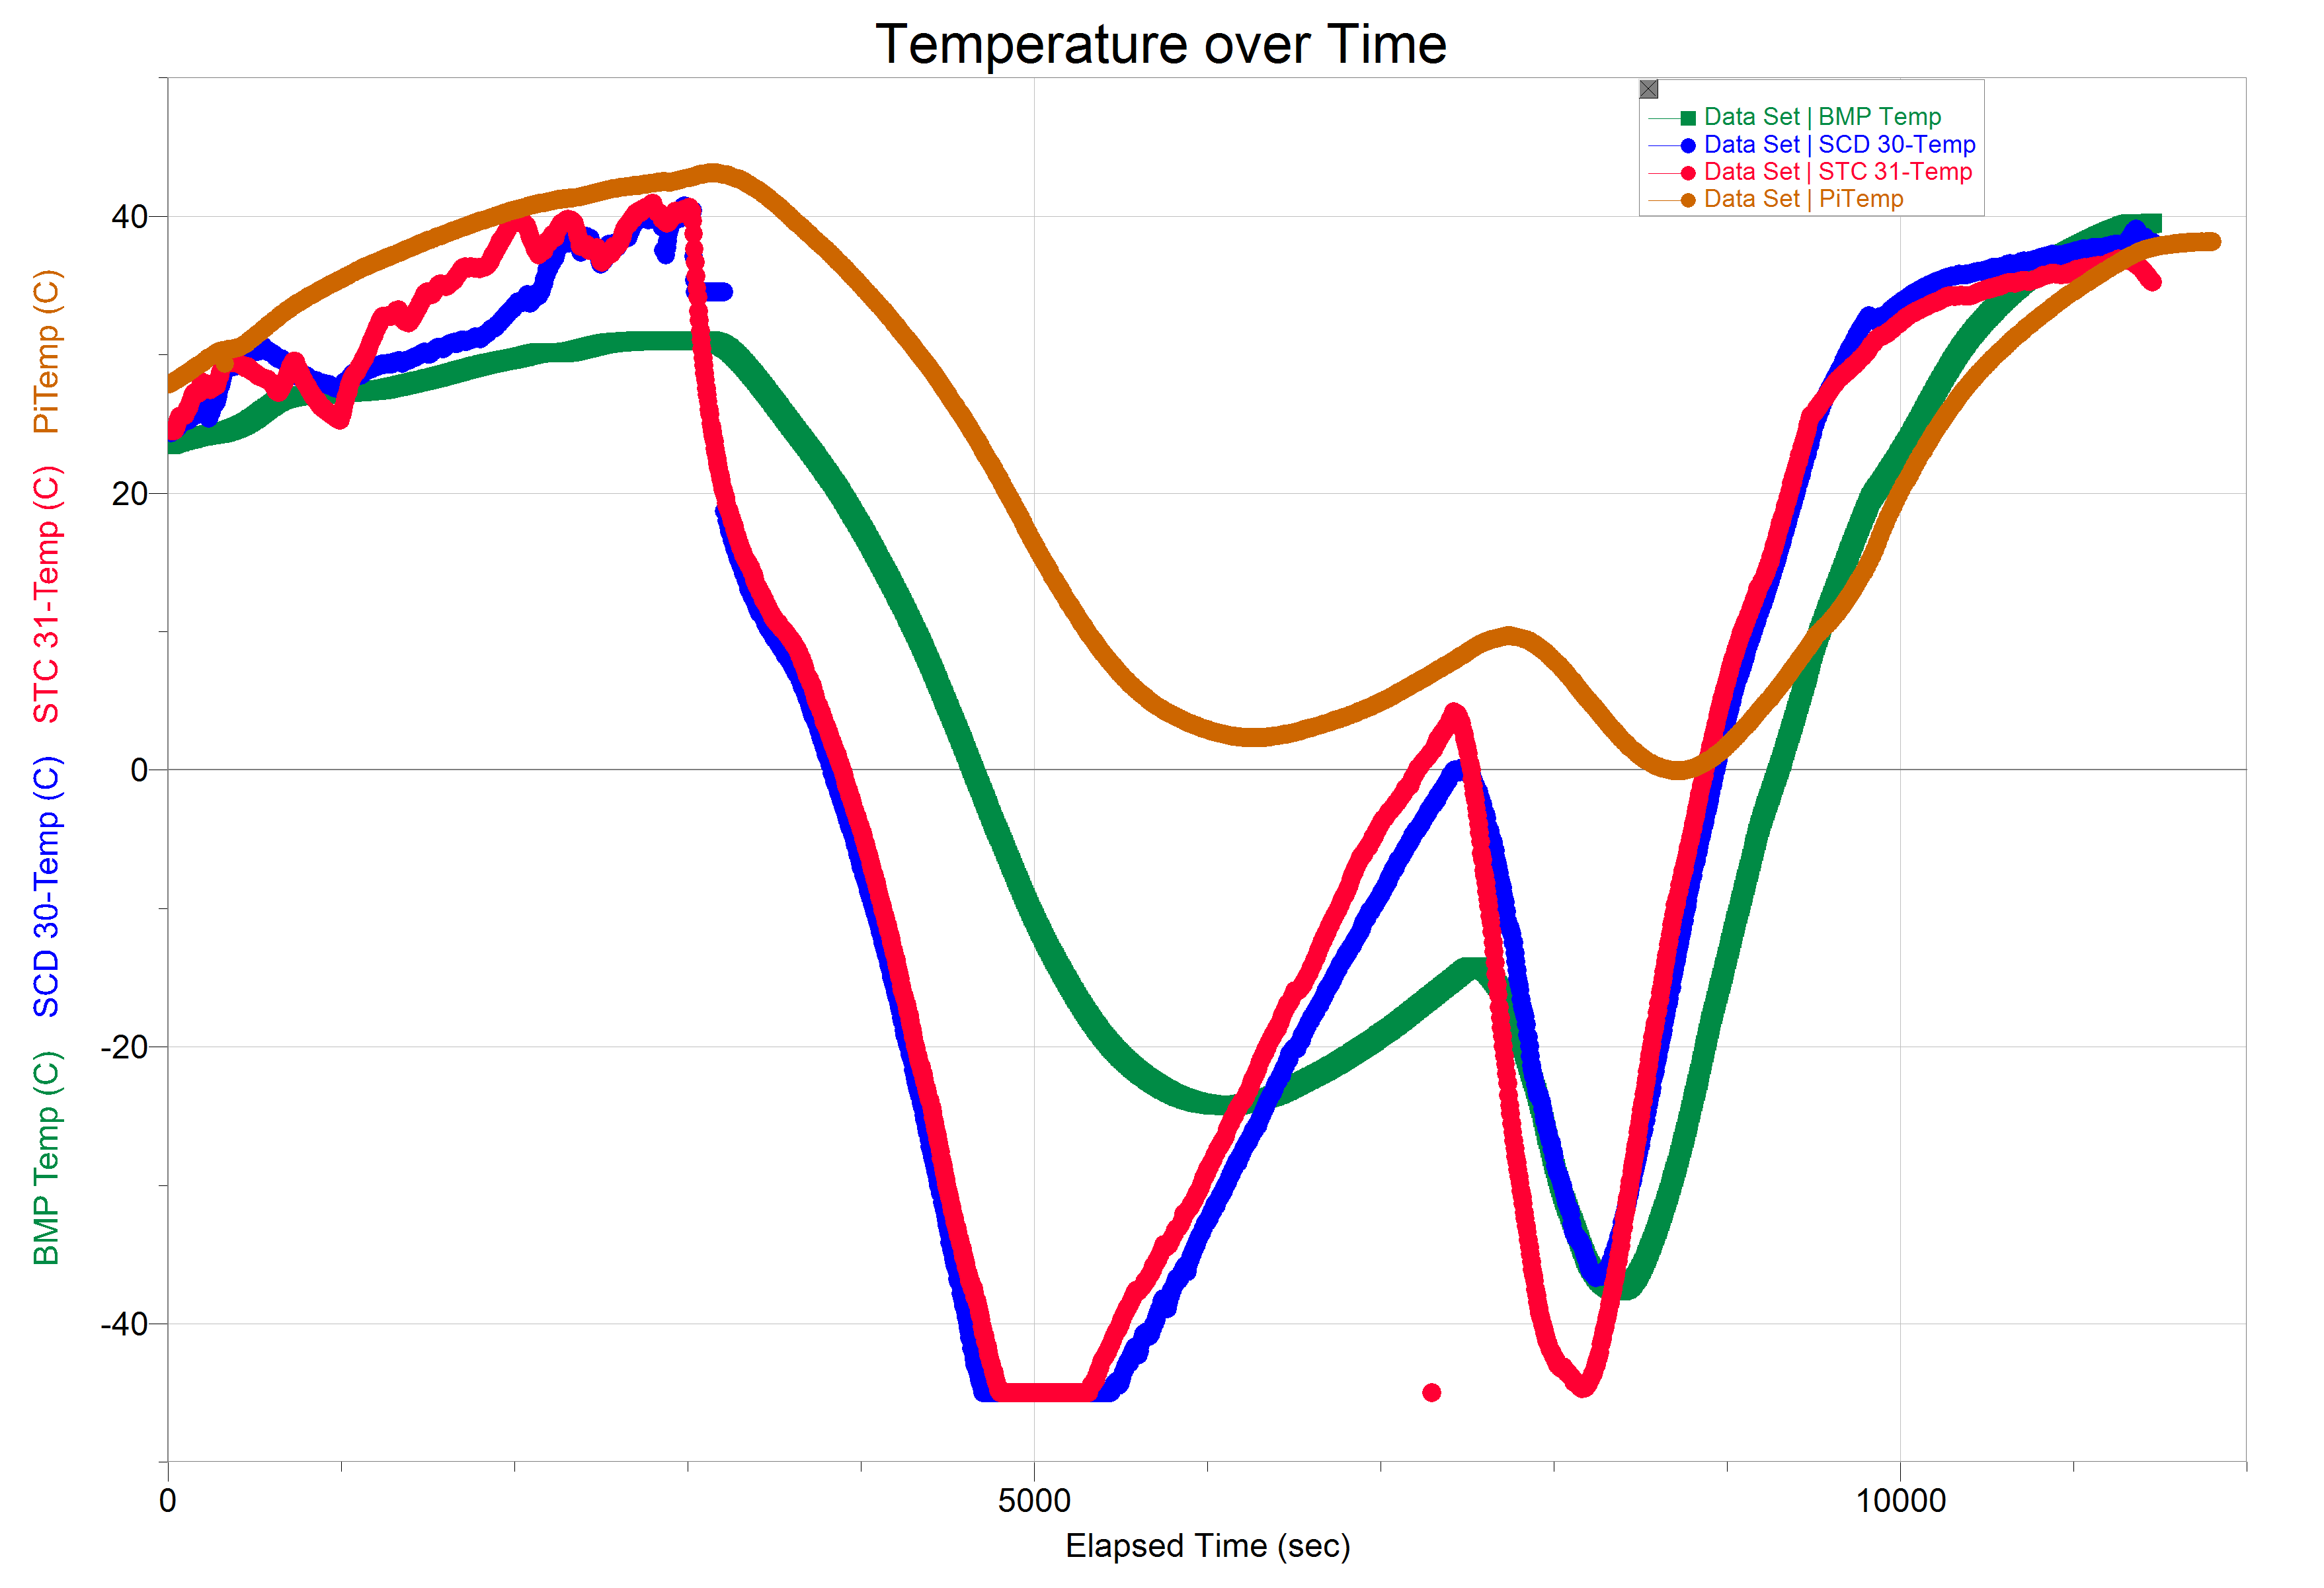 Temperature over Time
Data Set | BMP Temp
Data Set | SCD 30-Temp
Data Set | STC 31-Temp
Data Set | PiTemp
BMP Temp (C) SCD 30-Temp (C) STC 31-Temp (C) PiTemp (C)
40
20
0
-20
-40
0 5000 10000
Elapsed Time (sec)